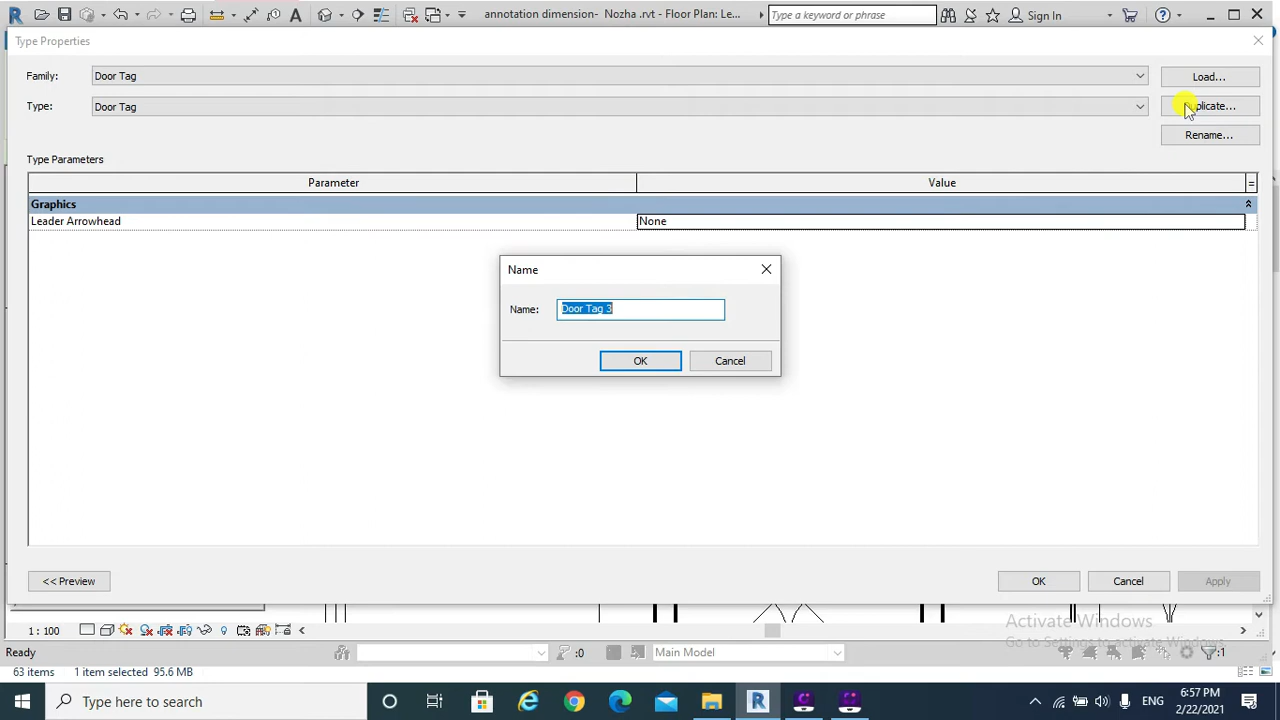 annotation dimension- Nozha .rvt - Floor Plan: Le...
Type a keyword or phrase
Sign In
Type Properties
Family:
Door Tag
Load...
Type:
Door Tag
Duplicate...
Rename...
Type Parameters
Parameter
Value
=
Graphics
Leader Arrowhead
None
Name
Name:
Door Tag 3
OK
Cancel
<< Preview
OK
Cancel
Apply
Activate Windows
Go to Settings to activate Windows.
1 : 100
Ready
:0
Main Model
:1
63 items
1 item selected 95.6 MB
Type here to search
ENG
6:57 PM
2/22/2021